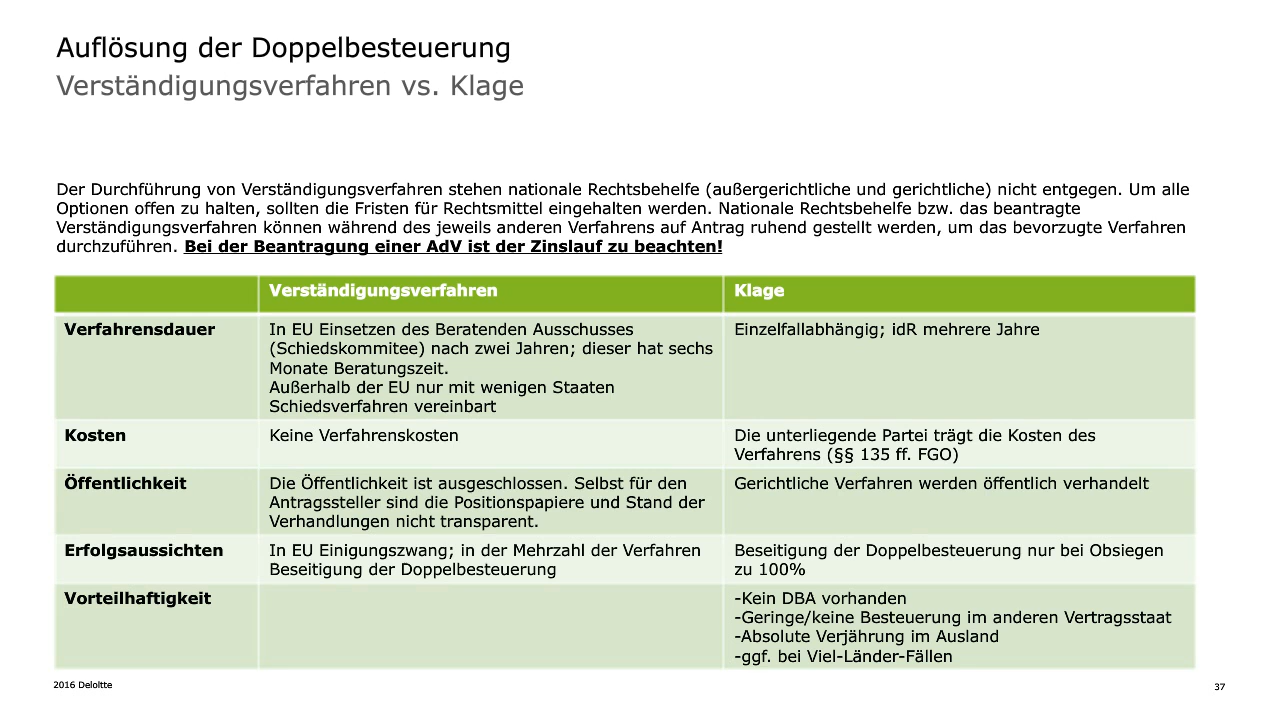 Auflösung der Doppelbesteuerung
Verständigungsverfahren vs. Klage
Der Durchführung von Verständigungsverfahren stehen nationale Rechtsbehelfe (außergerichtliche und gerichtliche) nicht entgegen. Um alle
Optionen offen zu halten, sollten die Fristen für Rechtsmittel eingehalten werden. Nationale Rechtsbehelfe bzw. das beantragte
Verständigungsverfahren können während des jeweils anderen Verfahrens auf Antrag ruhend gestellt werden, um das bevorzugte Verfahren
durchzuführen. Bei der Beantragung einer AdV ist der Zinslauf zu beachten!
Verständigungsverfahren
Klage
Verfahrensdauer
In EU Einsetzen des Beratenden Ausschusses
(Schiedskommitee) nach zwei Jahren; dieser hat sechs
Monate Beratungszeit.
Außerhalb der EU nur mit wenigen Staaten
Schiedsverfahren vereinbart
Einzelfallabhängig; idR mehrere Jahre
Kosten
Keine Verfahrenskosten
Die unterliegende Partei trägt die Kosten des
Verfahrens (§§ 135 ff. FGO)
Öffentlichkeit
Die Öffentlichkeit ist ausgeschlossen. Selbst für den
Antragssteller sind die Positionspapiere und Stand der
Verhandlungen nicht transparent.
Gerichtliche Verfahren werden öffentlich verhandelt
Erfolgsaussichten
In EU Einigungszwang; in der Mehrzahl der Verfahren
Beseitigung der Doppelbesteuerung
Beseitigung der Doppelbesteuerung nur bei Obsiegen
zu 100%
Vorteilhaftigkeit
-Kein DBA vorhanden
-Geringe/keine Besteuerung im anderen Vertragsstaat
-Absolute Verjährung im Ausland
-ggf. bei Viel-Länder-Fällen
2016 Deloitte
37